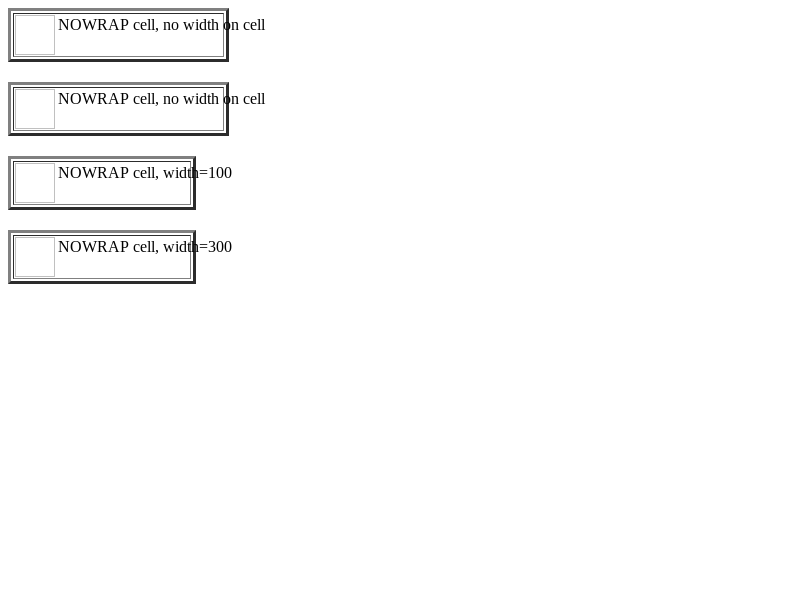 NOWRAP cell, no width on cell
NOWRAP cell, no width on cell
NOWRAP cell, width=100
NOWRAP cell, width=300